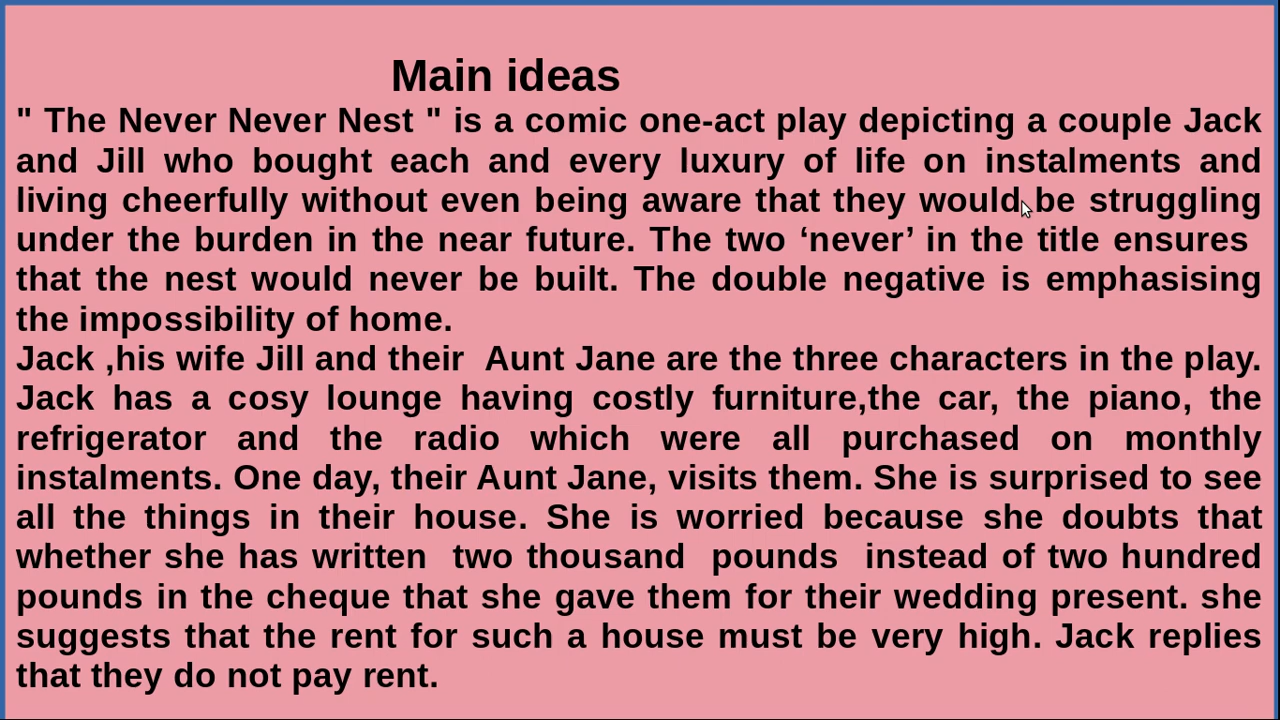 Main ideas
" The Never Never Nest " is a comic one-act play depicting a couple Jack
and Jill who bought each and every luxury of life on instalments and
living cheerfully without even being aware that they would be struggling
under the burden in the near future. The two ‘never’ in the title ensures
that the nest would never be built. The double negative is emphasising
the impossibility of home.
Jack ,his wife Jill and their  Aunt Jane are the three characters in the play.
Jack has a cosy lounge having costly furniture,the car, the piano, the
refrigerator and the radio which were all purchased on monthly
instalments. One day, their Aunt Jane, visits them. She is surprised to see
all the things in their house. She is worried because she doubts that
whether she has written  two thousand  pounds  instead of two hundred
pounds in the cheque that she gave them for their wedding present. she
suggests that the rent for such a house must be very high. Jack replies
that they do not pay rent.